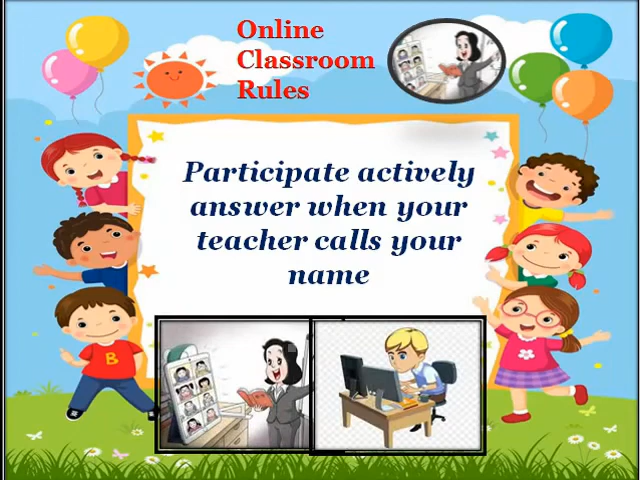 Online
Classroom
Rules
Participate actively
answer when your
teacher calls your
name
B